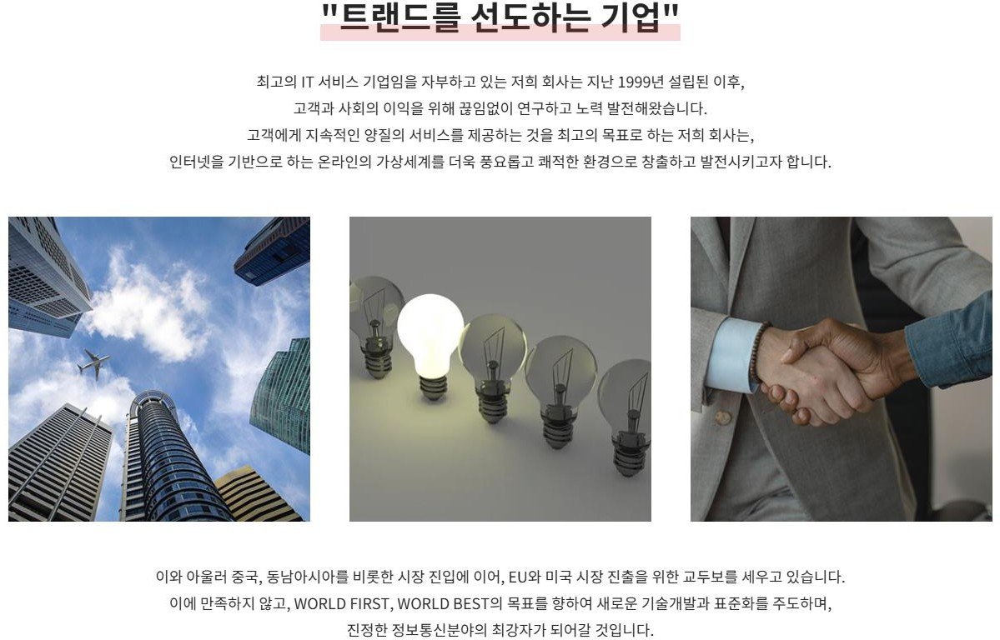 "트랜드를 선도하는 기업"
최고의 IT 서비스 기업임을 자부하고 있는 저희 회사는 지난 1999년 설립된 이후,
고객과 사회의 이익을 위해 끊임없이 연구하고 노력 발전해왔습니다.
고객에게 지속적인 양질의 서비스를 제공하는 것을 최고의 목표로 하는 저희 회사는,
인터넷을 기반으로 하는 온라인의 가상세계를 더욱 풍요롭고 쾌적한 환경으로 창출하고 발전시키고자 합니다.
이와 아울러 중국, 동남아시아를 비롯한 시장 진입에 이어, EU와 미국 시장 진출을 위한 교두보를 세우고 있습니다.
이에 만족하지 않고, WORLD FIRST, WORLD BEST의 목표를 향하여 새로운 기술개발과 표준화를 주도하며,
진정한 정보통신분야의 최강자가 되어갈 것입니다.